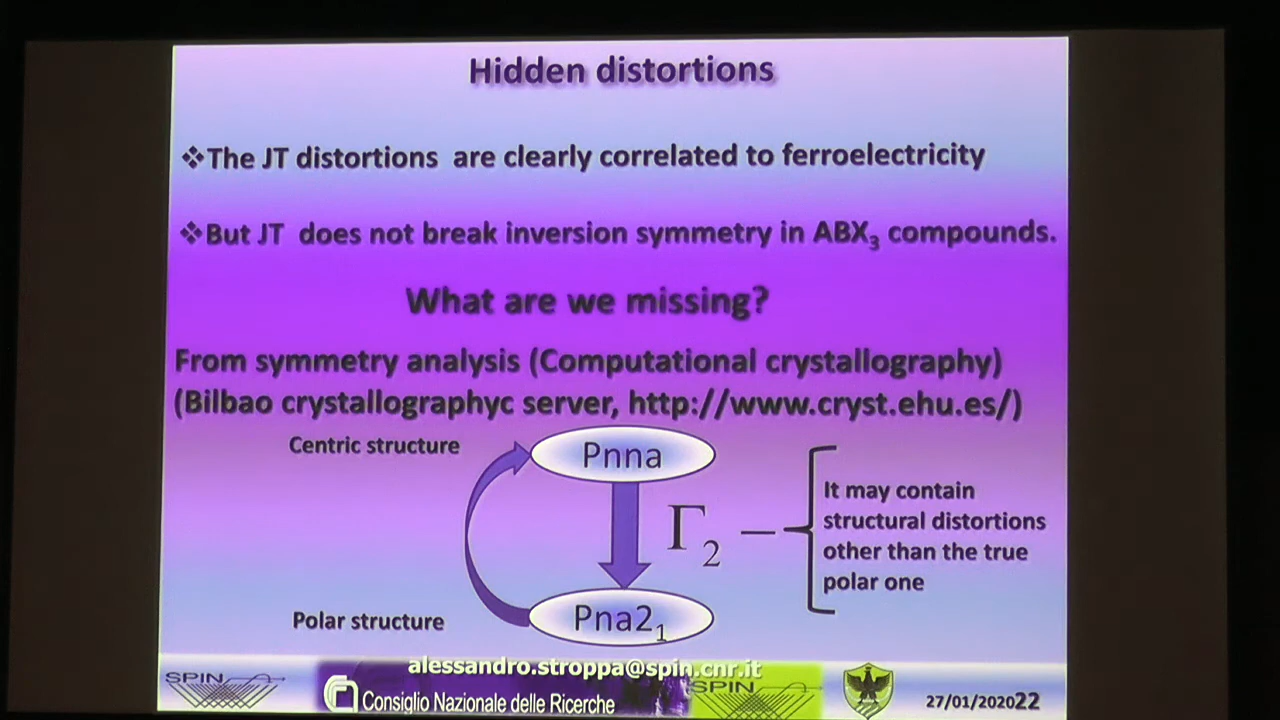 Hidden distortions
❖The JT distortions are clearly correlated to ferroelectricity
❖But JT does not break inversion symmetry in ABX₃ compounds.
What are we missing?
From symmetry analysis (Computational crystallography)
(Bilbao crystallographyc server, http://www.cryst.ehu.es/)
Centric structure
Pnna
Γ₂ −
It may contain
structural distortions
other than the true
polar one
Polar structure
Pna2₁
alessandro.stroppa@spin.cnr.it
SPIN
Consiglio Nazionale delle Ricerche
SPIN
27/01/2020 22